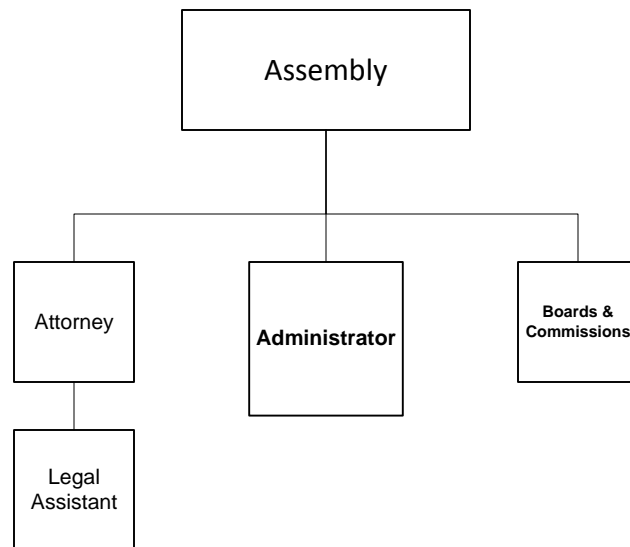 Assembly
Attorney
Administrator
Boards &
Commissions
Legal
Assistant